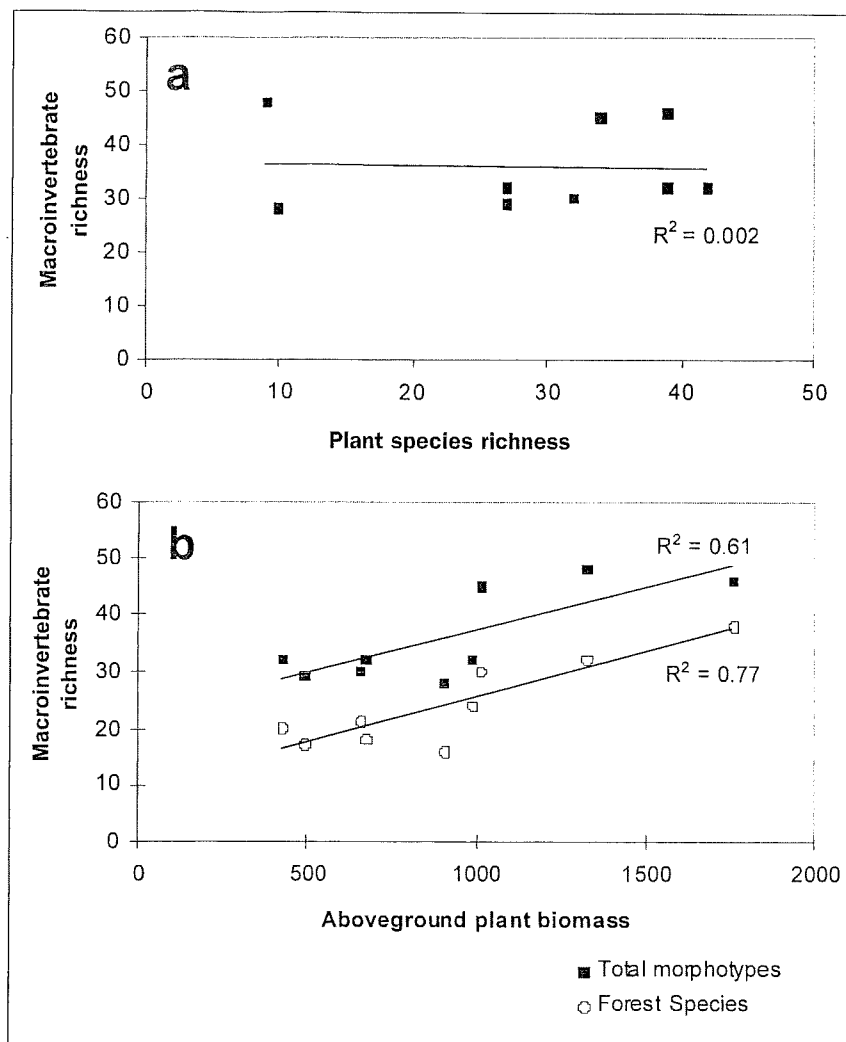 a
60
50
40
30
20
10
0
Macroinvertebrate
richness
R² = 0.002
0 10 20 30 40 50
Plant species richness
b
60
50
40
30
20
10
0
Macroinvertebrate
richness
R² = 0.61
R² = 0.77
0 500 1000 1500 2000
Aboveground plant biomass
Total morphotypes
Forest Species